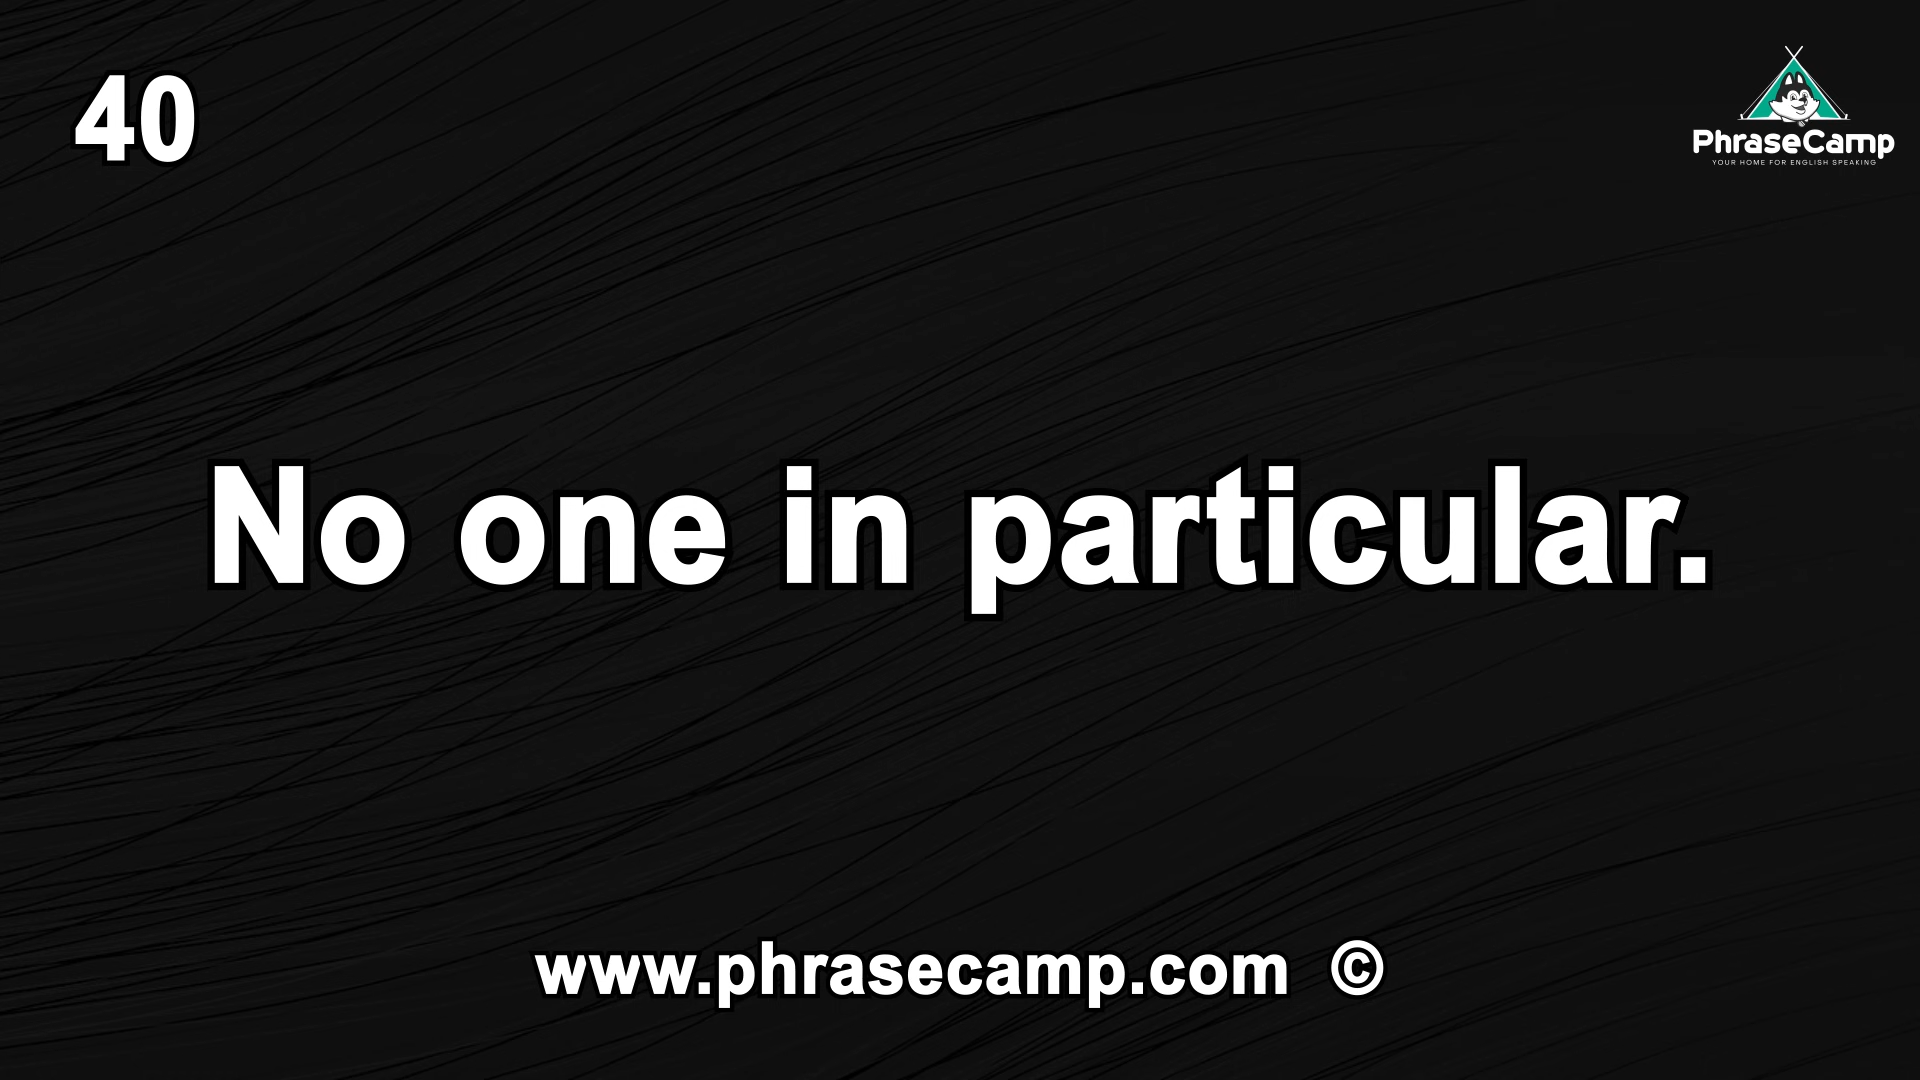 40
PhraseCamp
YOUR HOME FOR ENGLISH SPEAKING
No one in particular.
www.phrasecamp.com ©